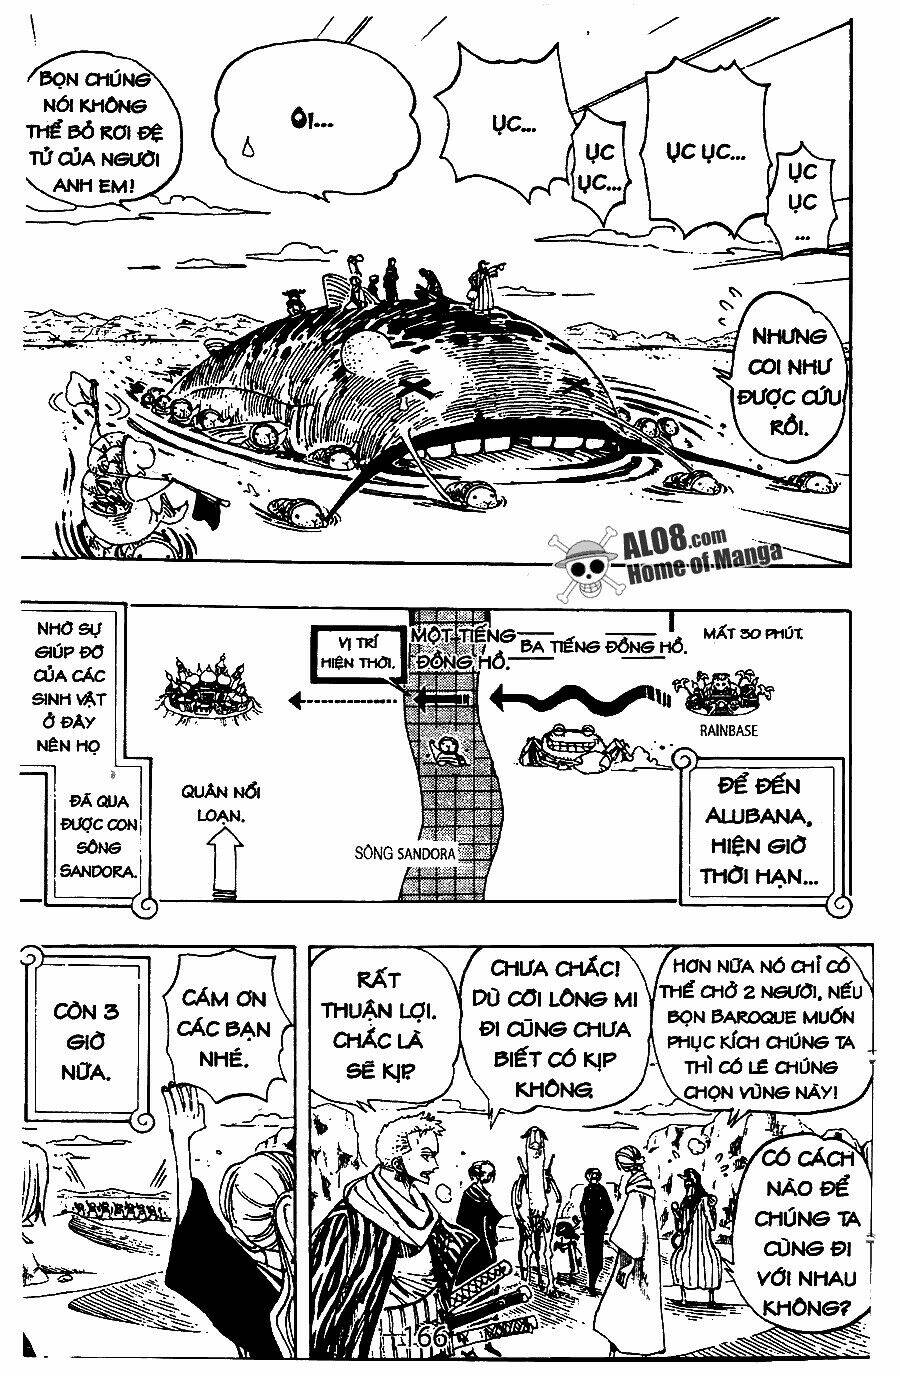 BỌN CHÚNG
NÓI KHÔNG
THỂ BỎ RƠI ĐỆ
TỬ CỦA NGƯỜI
ANH EM!
ÔI...
ỤC...
ỤC
ỤC...
ỤC ỤC...
ỤC
ỤC
...
NHƯNG
COI NHƯ
ĐƯỢC CỨU
RỒI.
ALO8.com
Home of Manga
NHỜ SỰ
GIÚP ĐỠ
CỦA CÁC
SINH VẬT
Ở ĐÂY
NÊN HỌ
ĐÃ QUA
ĐƯỢC CON
SÔNG
SANDORA.
VỊ TRÍ
HIỆN THỜI.
MỘT TIẾNG
ĐỒNG HỒ.
BA TIẾNG ĐỒNG HỒ.
MẤT 30 PHÚT.
RAINBASE
QUÂN NỔI
LOẠN.
SÔNG SANDORA
ĐỂ ĐẾN
ALUBANA,
HIỆN GIỜ
THỜI HẠN...
CÒN 3
GIỜ
NỮA.
CÁM ƠN
CÁC BẠN
NHÉ.
RẤT
THUẬN LỢI.
CHẮC LÀ
SẼ KỊP?
CHƯA CHẮC!
DÙ CỠI LÔNG MI
ĐI CŨNG CHƯA
BIẾT CÓ KỊP
KHÔNG.
HƠN NỮA NÓ CHỈ CÓ
THỂ CHỞ 2 NGƯỜI, NẾU
BỌN BAROQUE MUỐN
PHỤC KÍCH CHÚNG TA
THÌ CÓ LẼ CHÚNG
CHỌN VÙNG NÀY!
CÓ CÁCH
NÀO ĐỂ
CHÚNG TA
CÙNG ĐI
VỚI NHAU
KHÔNG?
166